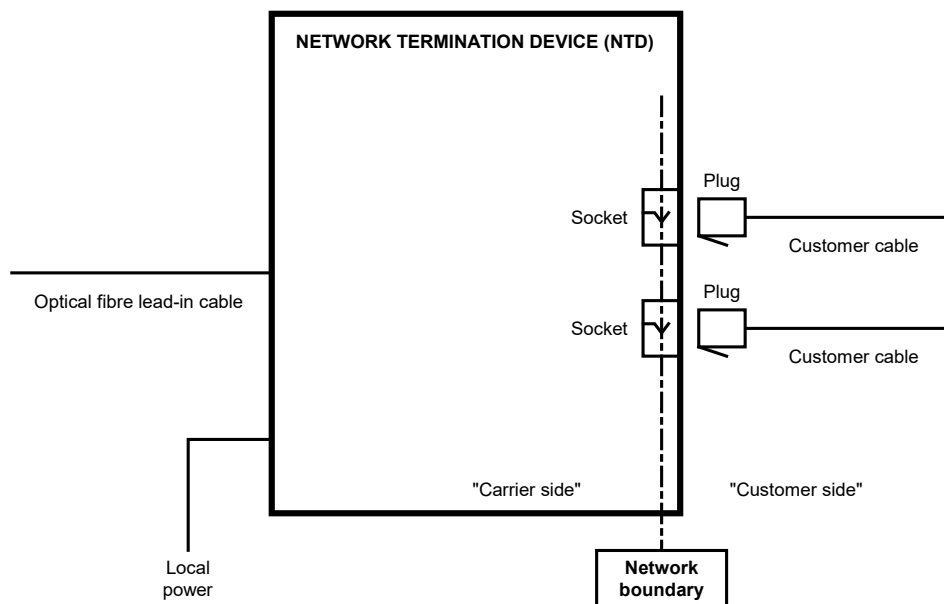 NETWORK TERMINATION DEVICE (NTD)
Plug
Socket
Customer cable
Optical fibre lead-in cable
Plug
Socket
Customer cable
"Carrier side"
"Customer side"
Local
power
Network
boundary